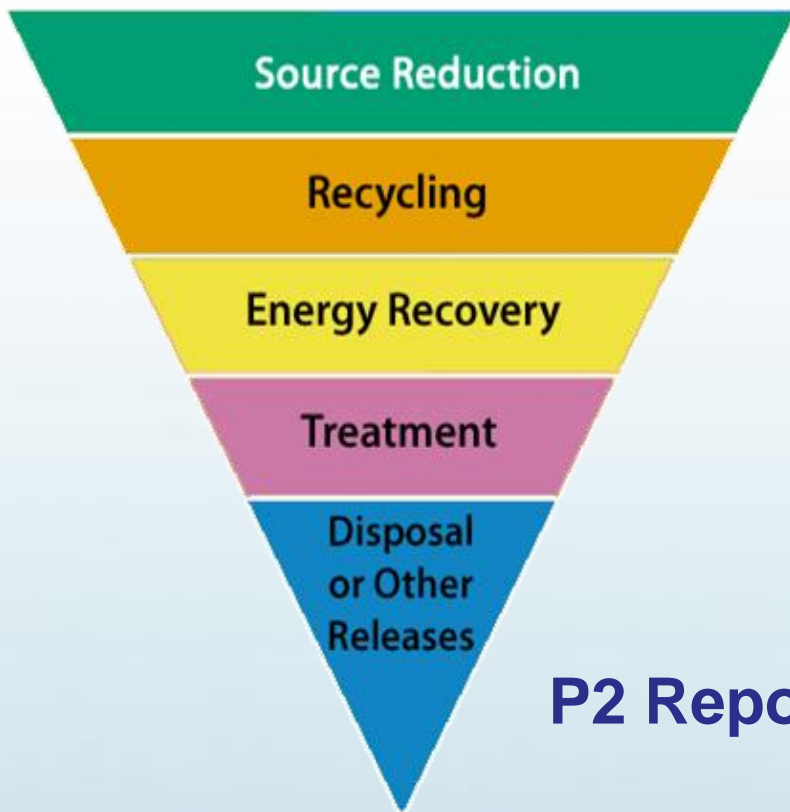 Source Reduction
Recycling
Energy Recovery
Treatment
Disposal
or Other
Releases
P2 Repo